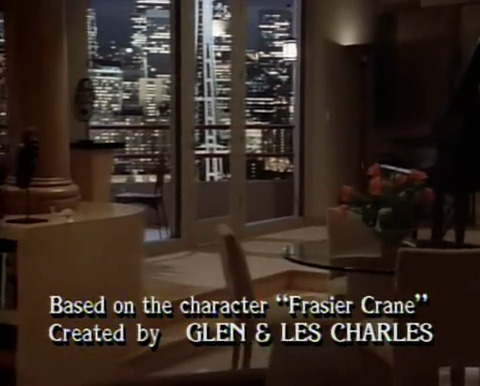 Based on the character “Frasier Crane”
Created by GLEN & LES CHARLES